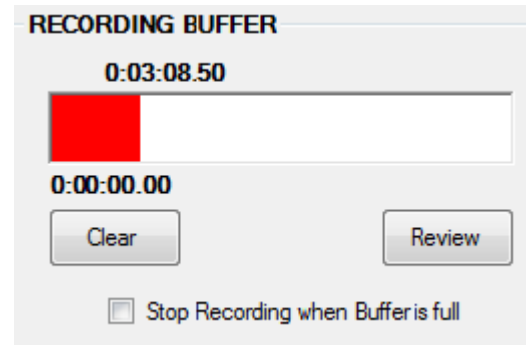 RECORDING BUFFER
0:03:08.50
0:00:00.00
Clear Review
Stop Recording when Buffer is full